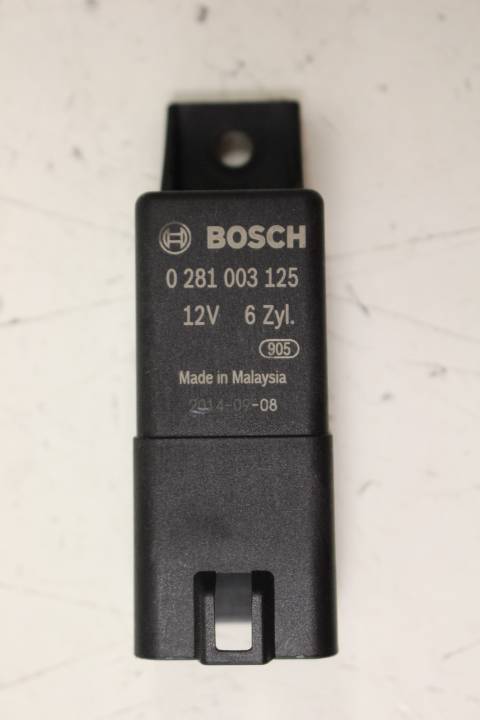 BOSCH
0 281 003 125
12V 6 Zyl.
905
Made in Malaysia
2014-09-08